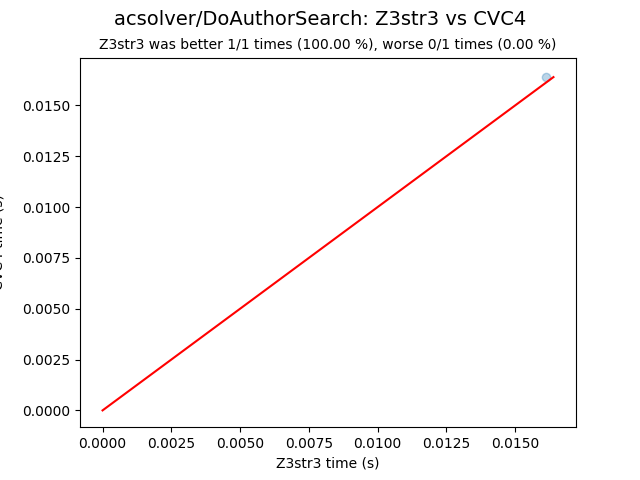 acsolver/DoAuthorSearch: Z3str3 vs CVC4
Z3str3 was better 1/1 times (100.00 %), worse 0/1 times (0.00 %)
0.0150
0.0125
0.0100
0.0075
0.0050
0.0025
0.0000
0.0000 0.0025 0.0050 0.0075 0.0100 0.0125 0.0150
Z3str3 time (s)